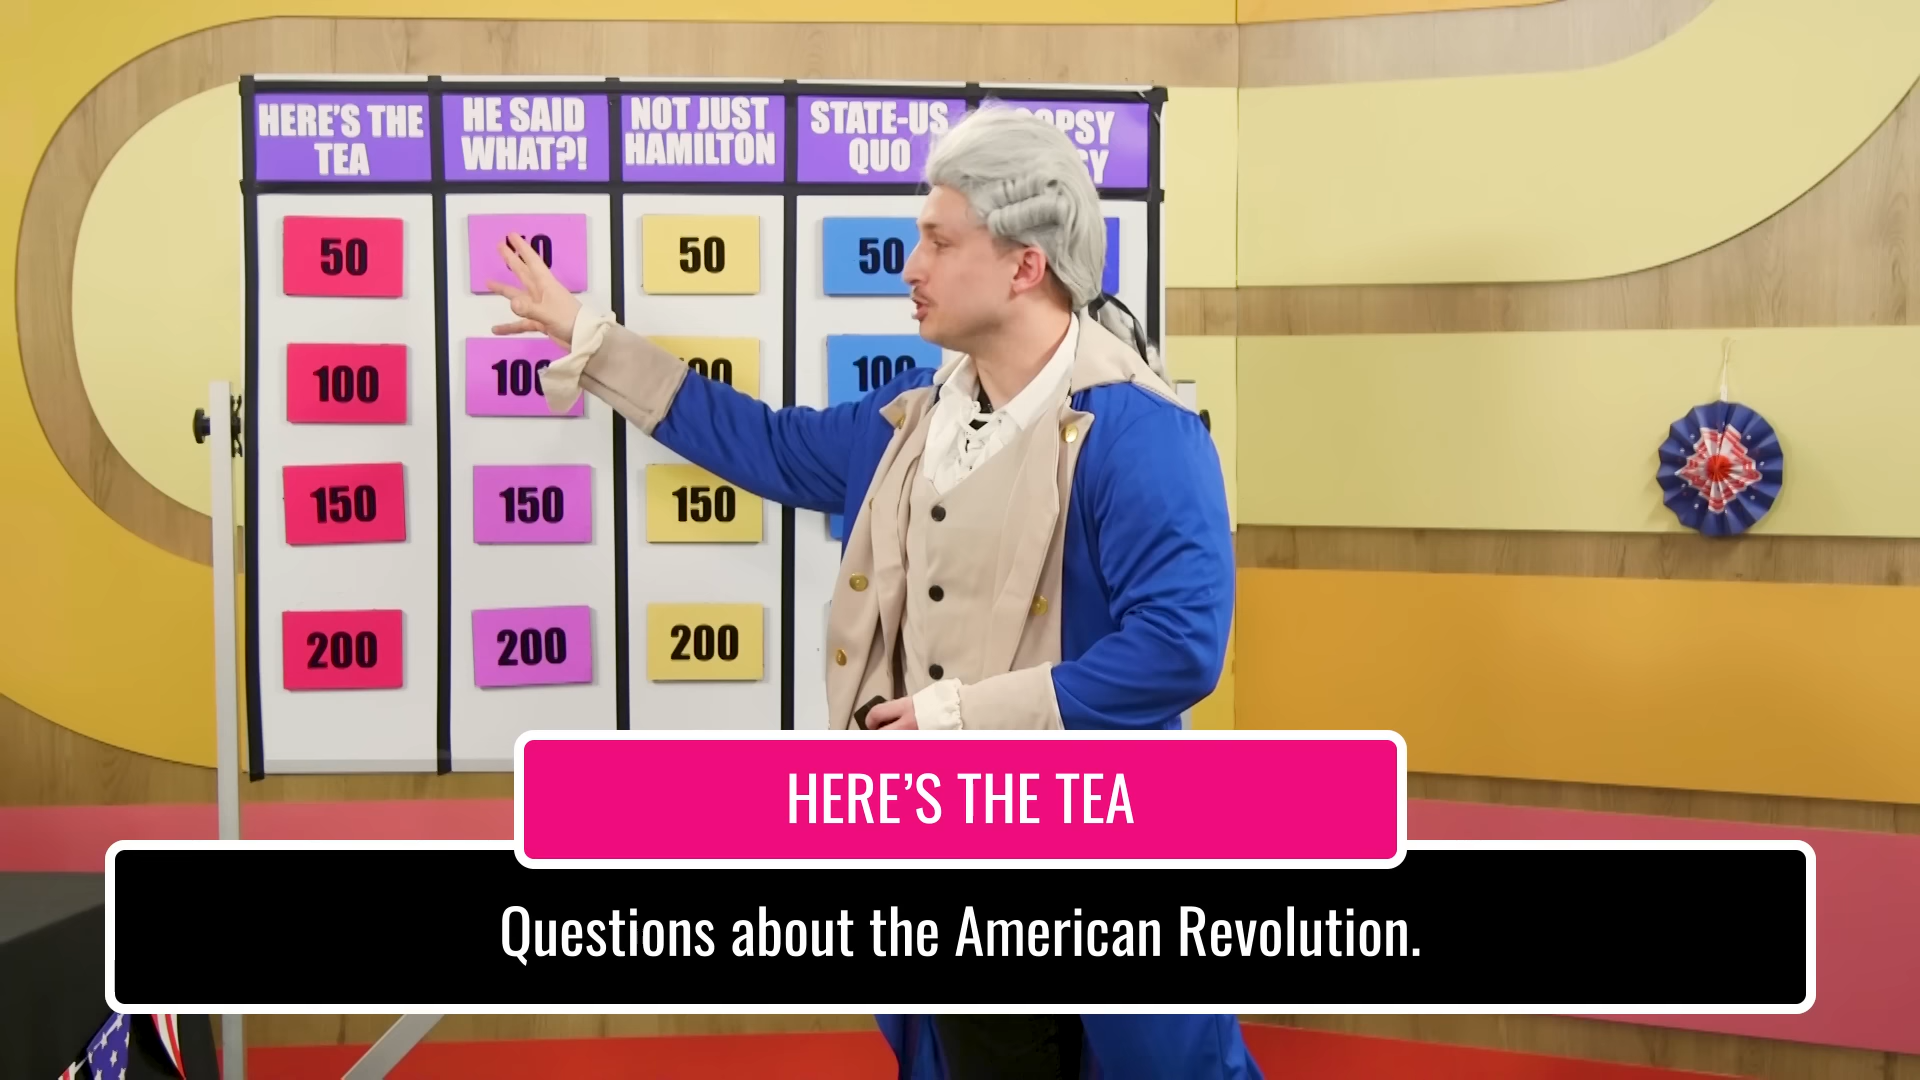 HERE'S THE
TEA
HE SAID
WHAT?!
NOT JUST
HAMILTON
STATE-US
QUO
50
50
50
100
100
150
150
150
200
200
200
HERE’S THE TEA
Questions about the American Revolution.